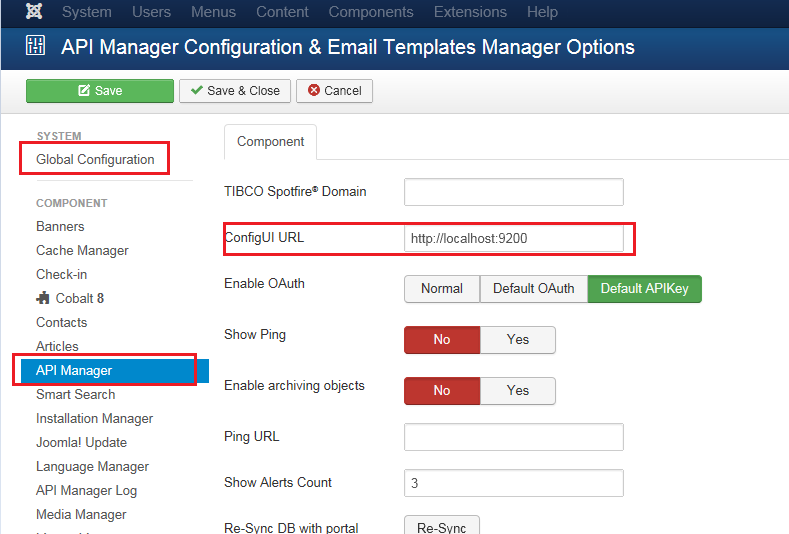 System Users Menus Content Components Extensions Help
API Manager Configuration & Email Templates Manager Options
Save Save & Close Cancel
SYSTEM
Global Configuration
COMPONENT
Banners
Cache Manager
Check-in
Cobalt 8
Contacts
Articles
API Manager
Smart Search
Installation Manager
Joomla! Update
Language Manager
API Manager Log
Media Manager
Component
TIBCO Spotfire® Domain
ConfigUI URL http://localhost:9200
Enable OAuth Normal Default OAuth Default APIKey
Show Ping No Yes
Enable archiving objects No Yes
Ping URL
Show Alerts Count 3
Re-Sync DB with portal Re-Sync